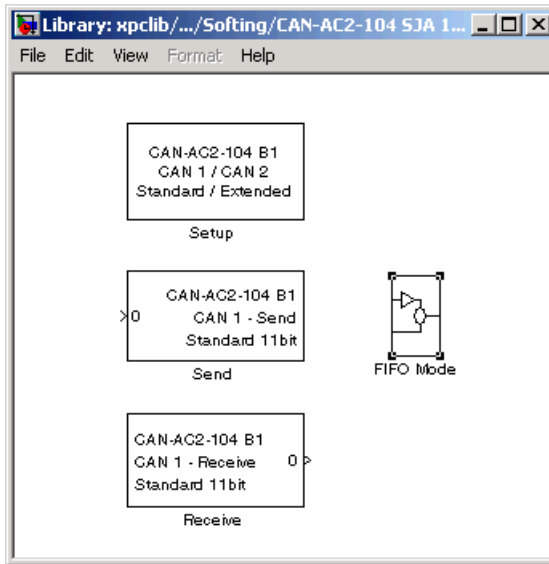 Library: xpclib/.../Softing/CAN-AC2-104 SJA 1...
File Edit View Format Help
CAN-AC2-104 B1
CAN 1 / CAN 2
Standard / Extended
Setup
CAN-AC2-104 B1
0 CAN 1 - Send
Standard 11bit
Send
FIFO Mode
CAN-AC2-104 B1
CAN 1 - Receive 0
Standard 11bit
Receive